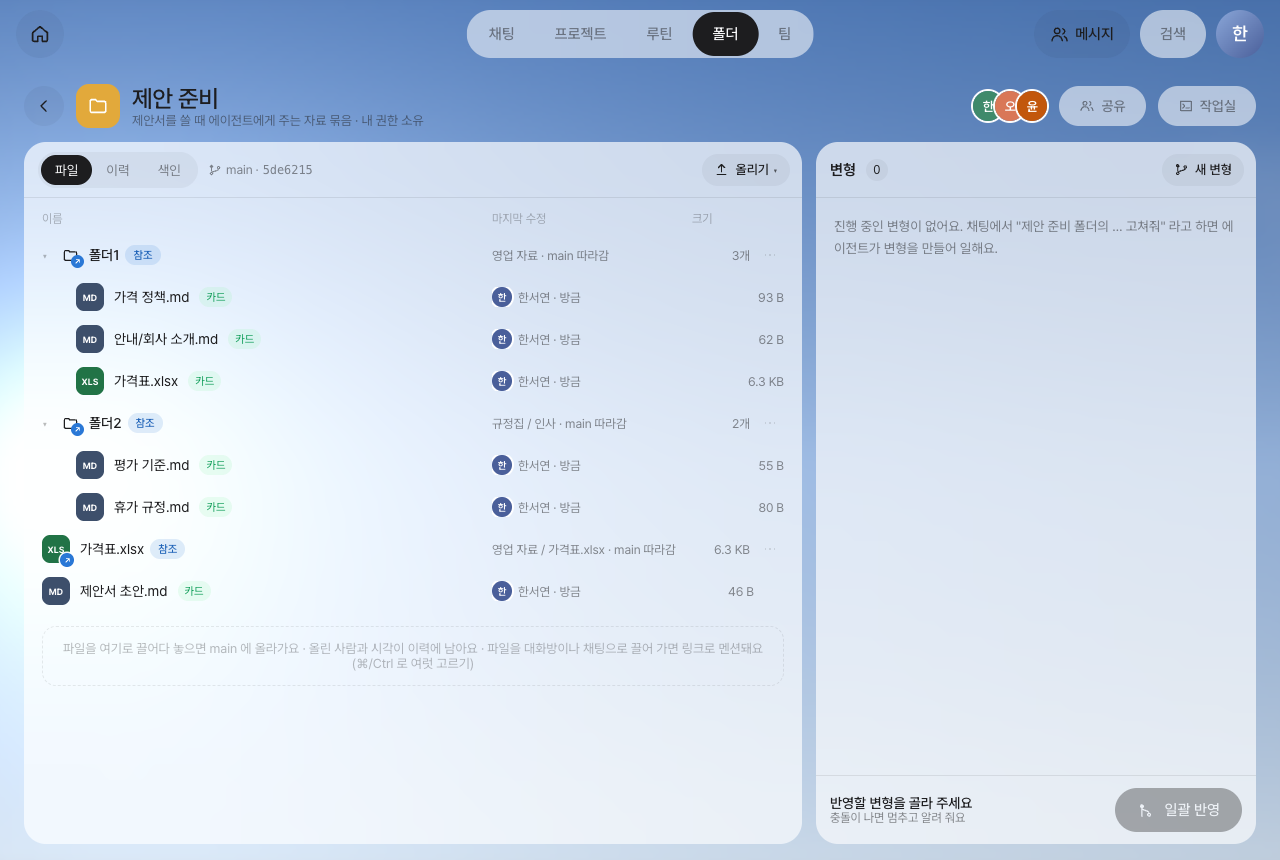 채팅 프로젝트 루틴 폴더 팀 메시지 검색 한
제안 준비
제안서를 쓸 때 에이전트에게 주는 자료 묶음 · 내 권한 소유
한 오 윤 공유 작업실
파일 이력 색인 main · 5de6215 올리기
이름 마지막 수정 크기
폴더1 참조 영업 자료 · main 따라감 3개 ···
MD 가격 정책.md 카드 한 한서연 · 방금 93 B
MD 안내/회사 소개.md 카드 한 한서연 · 방금 62 B
XLS 가격표.xlsx 카드 한 한서연 · 방금 6.3 KB
폴더2 참조 규정집 / 인사 · main 따라감 2개 ···
MD 평가 기준.md 카드 한 한서연 · 방금 55 B
MD 휴가 규정.md 카드 한 한서연 · 방금 80 B
XLS 가격표.xlsx 참조 영업 자료 / 가격표.xlsx · main 따라감 6.3 KB ···
MD 제안서 초안.md 카드 한 한서연 · 방금 46 B
파일을 여기로 끌어다 놓으면 main 에 올라가요 · 올린 사람과 시각이 이력에 남아요 · 파일을 대화방이나 채팅으로 끌어 가면 링크로 멘션돼요
(⌘/Ctrl 로 여럿 고르기)
변형 0 새 변형
진행 중인 변형이 없어요. 채팅에서 "제안 준비 폴더의 … 고쳐줘" 라고 하면 에
이전트가 변형을 만들어 일해요.
반영할 변형을 골라 주세요
충돌이 나면 멈추고 알려 줘요
일괄 반영